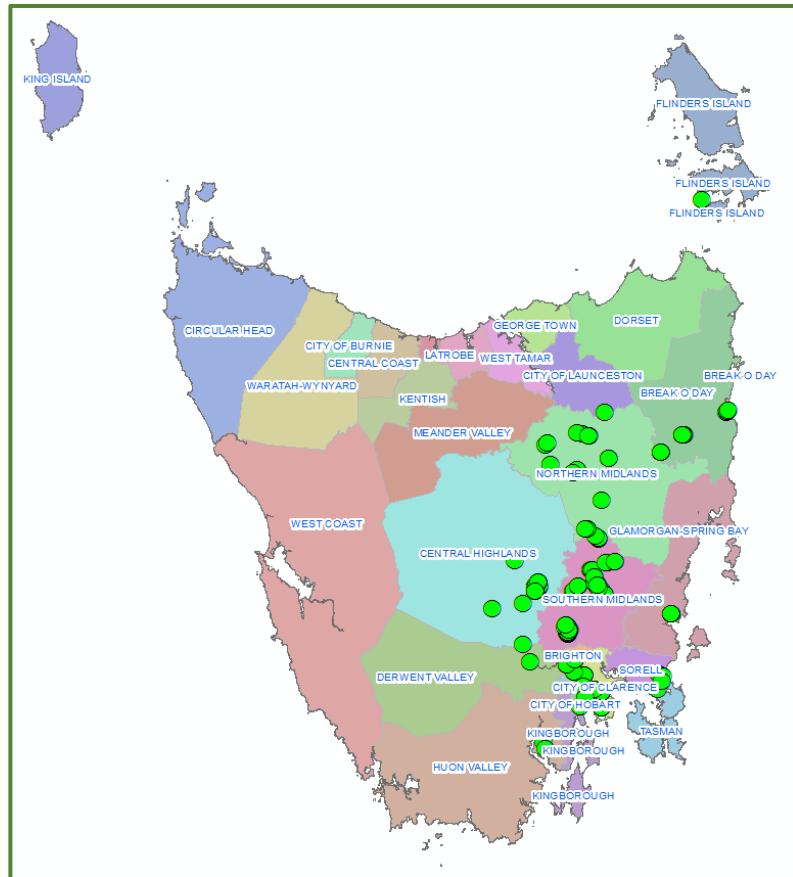 KING ISLAND
FLINDERS ISLAND
FLINDERS ISLAND
FLINDERS ISLAND
CIRCULAR HEAD
GEORGE TOWN
DORSET
CITY OF BURNIE
CENTRAL COAST
LATROBE
WEST TAMAR
CITY OF LAUNCESTON
BREAK O DAY
WARATAH-WYNYARD
KENTISH
BREAK O DAY
MEANDER VALLEY
NORTHERN MIDLANDS
WEST COAST
GLAMORGAN-SPRING BAY
CENTRAL HIGHLANDS
SOUTHERN MIDLANDS
BRIGHTON
DERWENT VALLEY
SORELL
CITY OF CLARENCE
CITY OF HOBART
TASMAN
KINGBOROUGH
KINGBOROUGH
HUON VALLEY
KINGBOROUGH